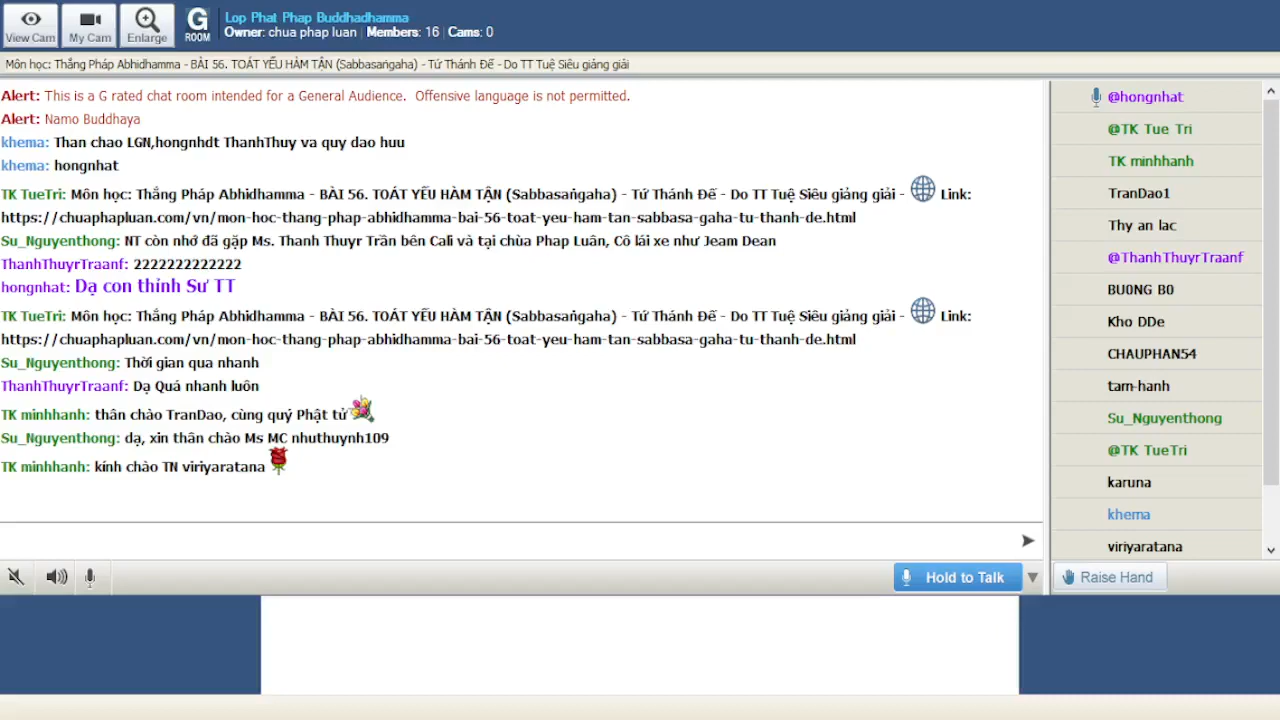 View Cam
My Cam
Enlarge
G
ROOM
Lop Phat Phap Buddhadhamma
Owner: chua phap luan | Members: 16 | Cams: 0
Môn học: Thắng Pháp Abhidhamma - BÀI 56. TOÁT YẾU HÀM TẬN (Sabbasaṅgaha) - Tứ Thánh Đế - Do TT Tuệ Siêu giảng giải
Alert: This is a G rated chat room intended for a General Audience. Offensive language is not permitted.
Alert: Namo Buddhaya
khema: Than chao LGN,hongnhdt ThanhThuy va quy dao huu
khema: hongnhat
TK TueTri: Môn học: Thắng Pháp Abhidhamma - BÀI 56. TOÁT YẾU HÀM TẬN (Sabbasaṅgaha) - Tứ Thánh Đế - Do TT Tuệ Siêu giảng giải - Link:
https://chuaphapluan.com/vn/mon-hoc-thang-phap-abhidhamma-bai-56-toat-yeu-ham-tan-sabbasa-gaha-tu-thanh-de.html
Su_Nguyenthong: NT còn nhớ đã gặp Ms. Thanh Thuyr Trần bên Cali và tại chùa Phap Luân, Cô lái xe như Jeam Dean
ThanhThuyrTraanf: 2222222222222
hongnhat: Dạ con thỉnh Sư TT
TK TueTri: Môn học: Thắng Pháp Abhidhamma - BÀI 56. TOÁT YẾU HÀM TẬN (Sabbasaṅgaha) - Tứ Thánh Đế - Do TT Tuệ Siêu giảng giải - Link:
https://chuaphapluan.com/vn/mon-hoc-thang-phap-abhidhamma-bai-56-toat-yeu-ham-tan-sabbasa-gaha-tu-thanh-de.html
Su_Nguyenthong: Thời gian qua nhanh
ThanhThuyrTraanf: Dạ Quá nhanh luôn
TK minhhanh: thân chào TranDao, cùng quý Phật tử
Su_Nguyenthong: dạ, xin thân chào Ms MC nhuthuynh109
TK minhhanh: kính chào TN viriyaratana
Hold to Talk
@hongnhat
@TK Tue Tri
TK minhhanh
TranDao1
Thy an lac
@ThanhThuyrTraanf
BU0NG B0
Kho DDe
CHAUPHAN54
tam-hanh
Su_Nguyenthong
@TK TueTri
karuna
khema
viriyaratana
Raise Hand